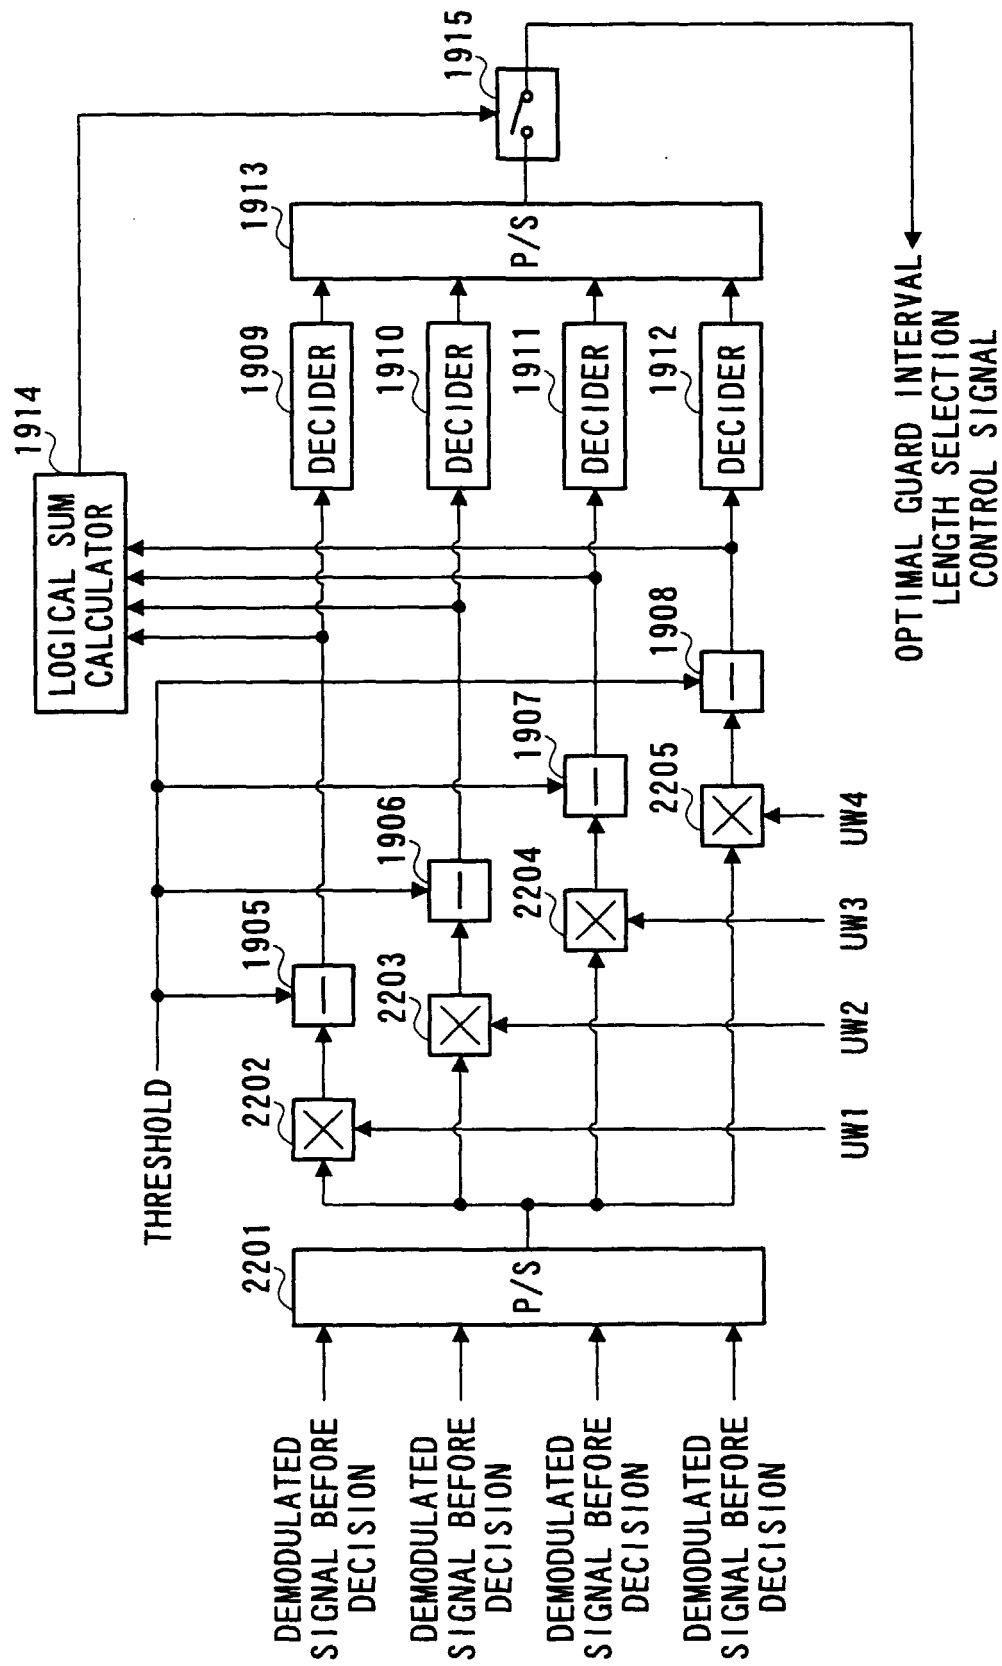 DEMODULATED
SIGNAL BEFORE
DECISION
DEMODULATED
SIGNAL BEFORE
DECISION
DEMODULATED
SIGNAL BEFORE
DECISION
DEMODULATED
SIGNAL BEFORE
DECISION
2201
P/S
THRESHOLD
2202
2203
2204
2205
UW1
UW2
UW3
UW4
1905
1906
1907
1908
1914
LOGICAL SUM
CALCULATOR
1909
DECIDER
1910
DECIDER
1911
DECIDER
1912
DECIDER
1913
P/S
1915
OPTIMAL GUARD INTERVAL
LENGTH SELECTION
CONTROL SIGNAL